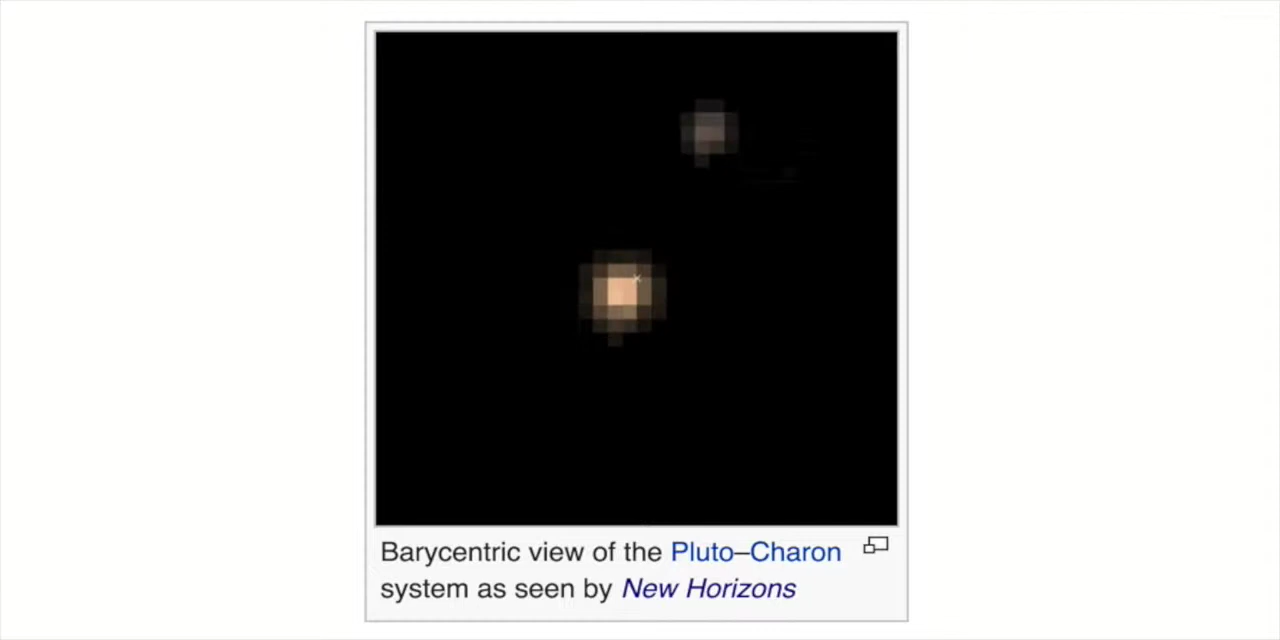 Barycentric view of the Pluto–Charon
system as seen by New Horizons